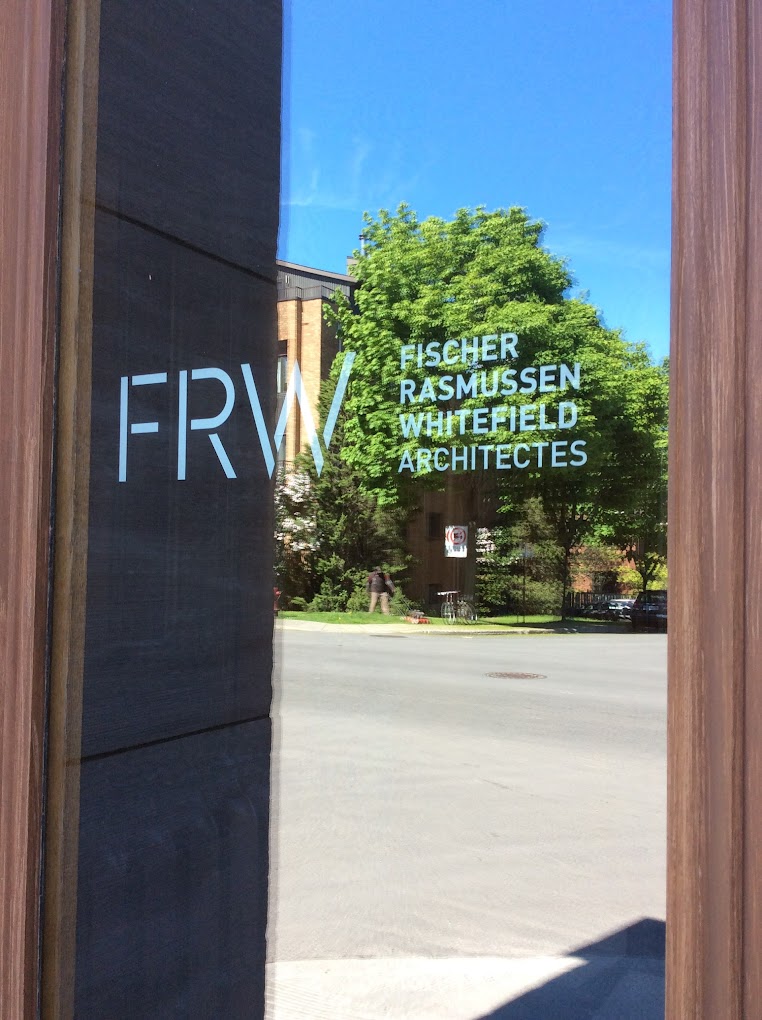 FRW
FISCHER
RASMUSSEN
WHITEFIELD
ARCHITECTES